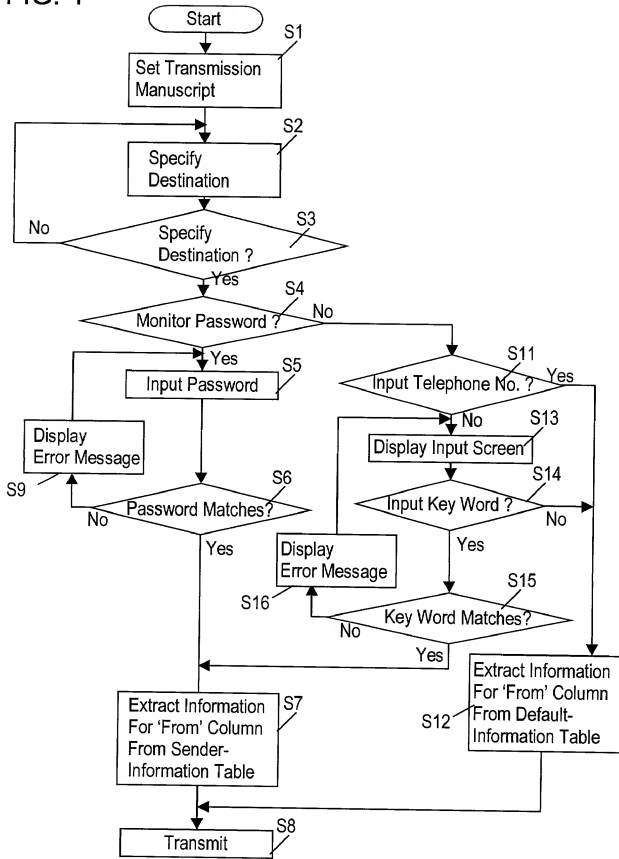 Start
S1
Set Transmission
Manuscript
S2
Specify
Destination
No
S3
Specify
Destination ?
Yes
S4
No
Monitor Password ?
Yes
S5
Input Password
S11
Yes
Input Telephone No. ?
No
S13
Display Input Screen
Display
Error Message
S9
S6
Password Matches?
No
Yes
S14
Input Key Word ?
No
Yes
Display
Error Message
S16
S15
Key Word Matches?
No
Yes
S7
Extract Information
For 'From' Column
From Sender-
Information Table
S12
Extract Information
For 'From' Column
From Default-
Information Table
S8
Transmit